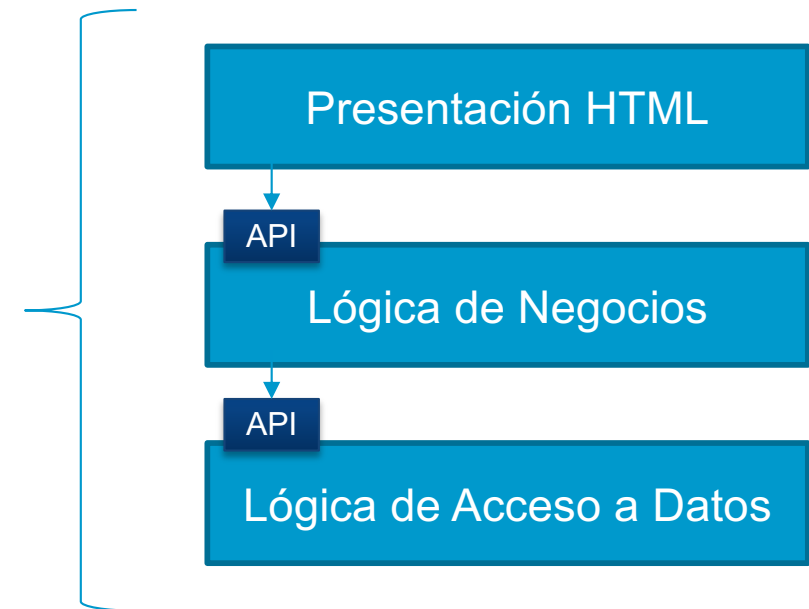 Presentación HTML
API
Lógica de Negocios
API
Lógica de Acceso a Datos